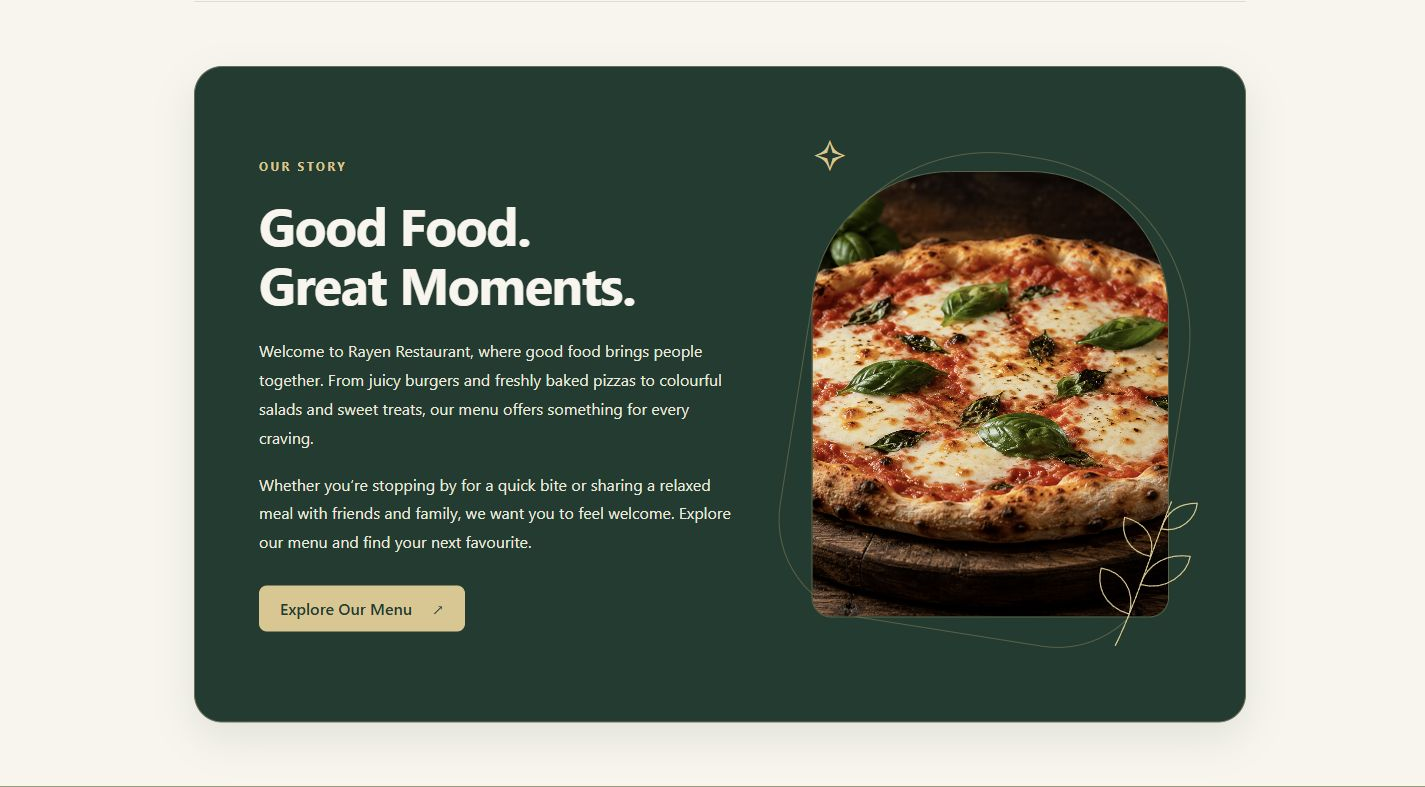 OUR STORY
Good Food.
Great Moments.
Welcome to Rayen Restaurant, where good food brings people
together. From juicy burgers and freshly baked pizzas to colourful
salads and sweet treats, our menu offers something for every
craving.
Whether you're stopping by for a quick bite or sharing a relaxed
meal with friends and family, we want you to feel welcome. Explore
our menu and find your next favourite.
Explore Our Menu ↗